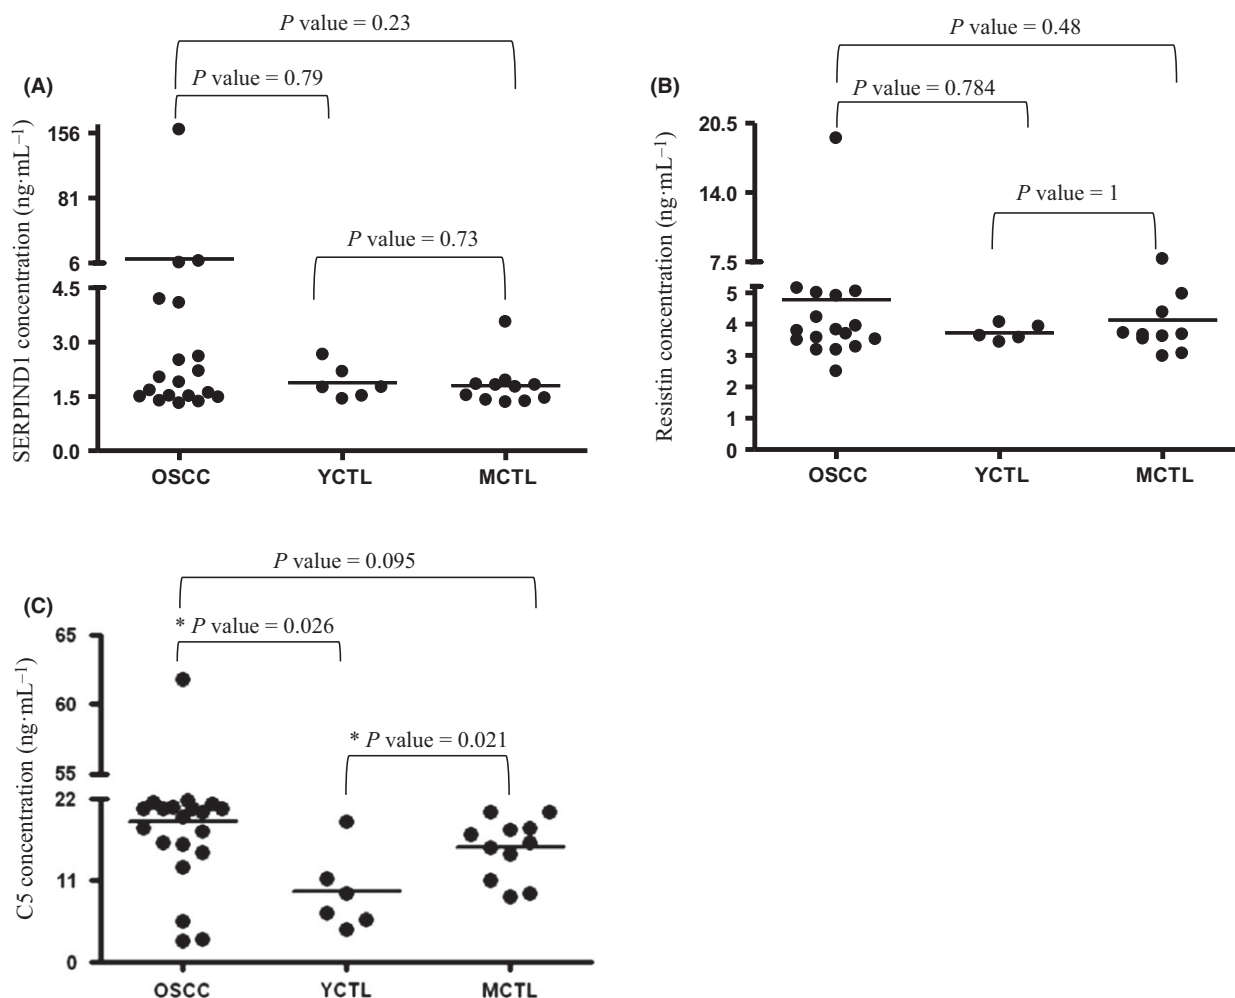 P value = 0.23
(A)
P value = 0.79
SERPIND1 concentration (ng·mL⁻¹)
156
81
6
4.5
3.0
1.5
0.0
P value = 0.73
OSCC YCTL MCTL
P value = 0.48
(B)
P value = 0.784
Resistin concentration (ng·mL⁻¹)
20.5
14.0
7.5
5
4
3
2
1
0
P value = 1
OSCC YCTL MCTL
P value = 0.095
(C)
* P value = 0.026
C5 concentration (ng·mL⁻¹)
65
60
55
22
11
0
* P value = 0.021
OSCC YCTL MCTL